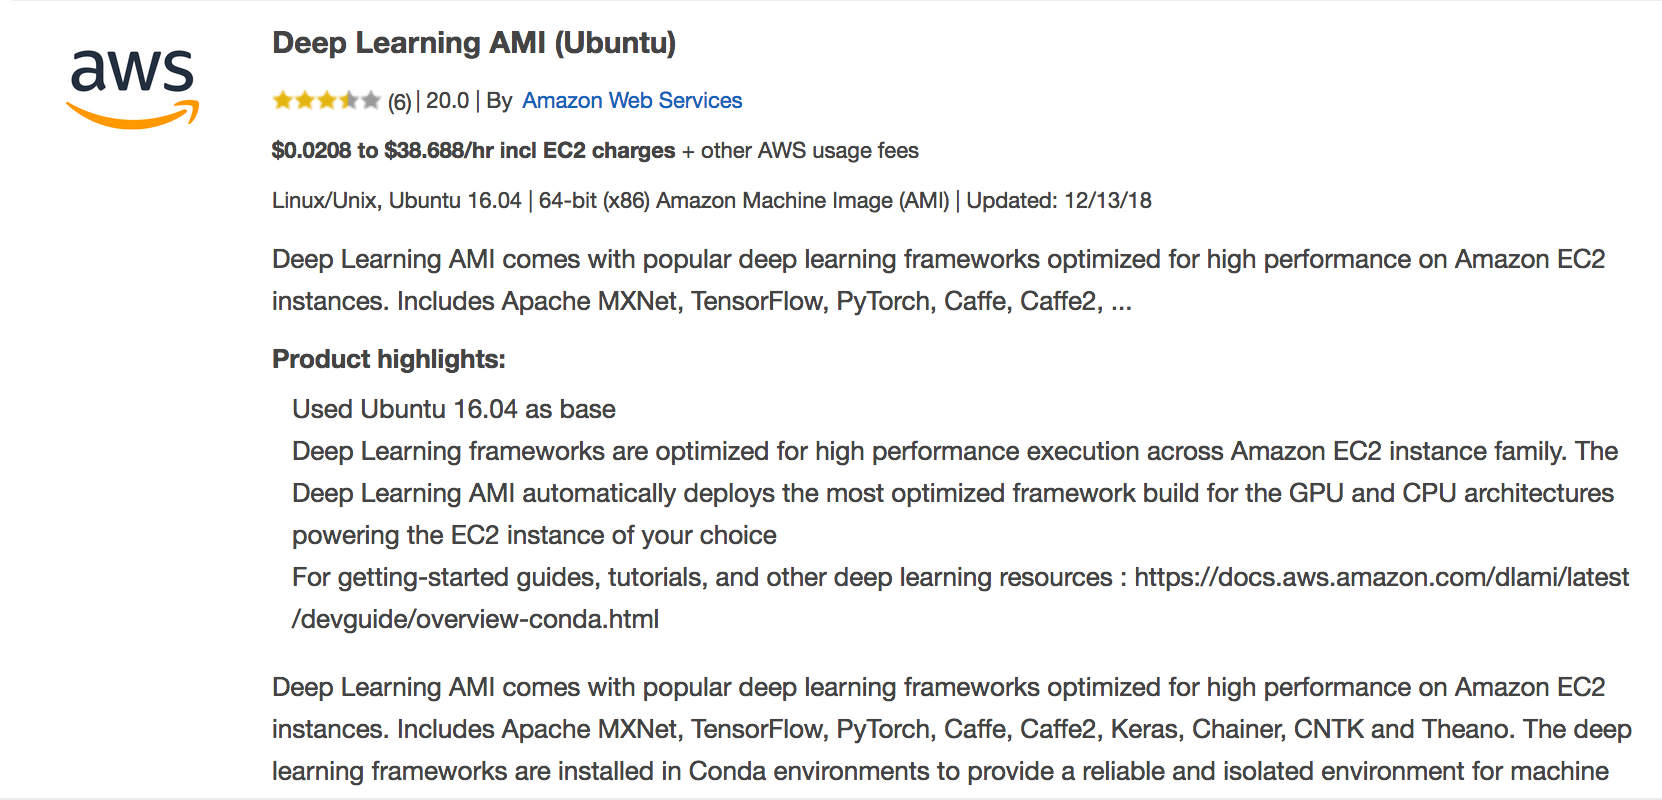 aws
Deep Learning AMI (Ubuntu)
(6) | 20.0 | By Amazon Web Services
$0.0208 to $38.688/hr incl EC2 charges + other AWS usage fees
Linux/Unix, Ubuntu 16.04 | 64-bit (x86) Amazon Machine Image (AMI) | Updated: 12/13/18
Deep Learning AMI comes with popular deep learning frameworks optimized for high performance on Amazon EC2
instances. Includes Apache MXNet, TensorFlow, PyTorch, Caffe, Caffe2, ...
Product highlights:
Used Ubuntu 16.04 as base
Deep Learning frameworks are optimized for high performance execution across Amazon EC2 instance family. The
Deep Learning AMI automatically deploys the most optimized framework build for the GPU and CPU architectures
powering the EC2 instance of your choice
For getting-started guides, tutorials, and other deep learning resources : https://docs.aws.amazon.com/dlami/latest
/devguide/overview-conda.html
Deep Learning AMI comes with popular deep learning frameworks optimized for high performance on Amazon EC2
instances. Includes Apache MXNet, TensorFlow, PyTorch, Caffe, Caffe2, Keras, Chainer, CNTK and Theano. The deep
learning frameworks are installed in Conda environments to provide a reliable and isolated environment for machine